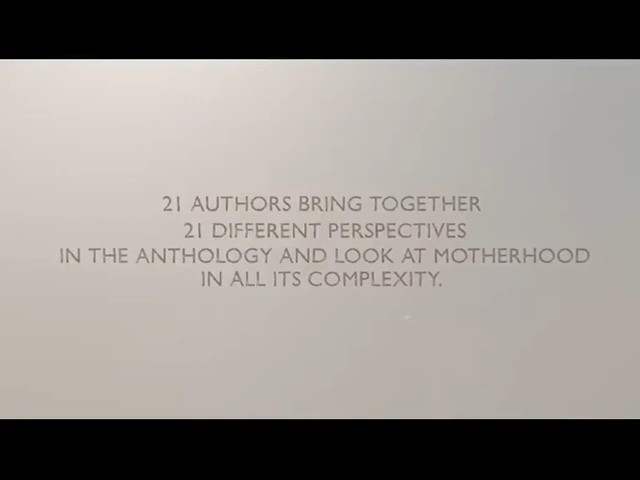 21 AUTHORS BRING TOGETHER
21 DIFFERENT PERSPECTIVES
IN THE ANTHOLOGY AND LOOK AT MOTHERHOOD
IN ALL ITS COMPLEXITY.